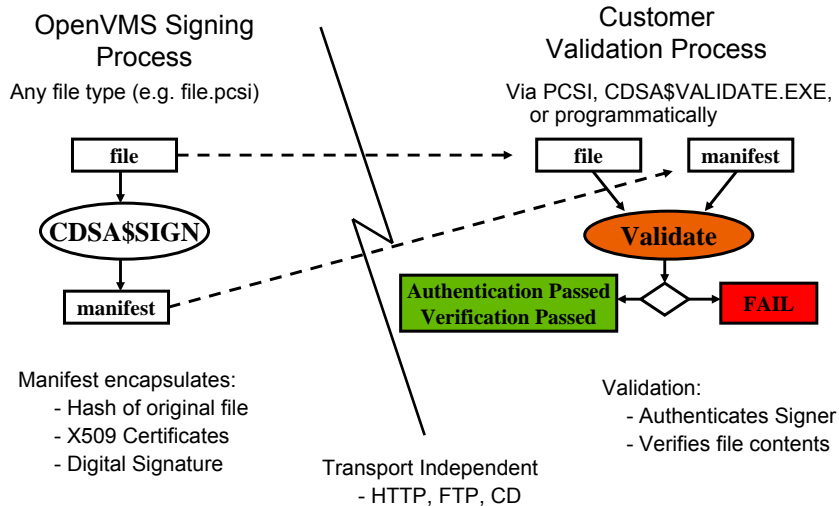 OpenVMS Signing
Process
Any file type (e.g. file.pcsi)
file
CDSA$SIGN
manifest
Manifest encapsulates:
- Hash of original file
- X509 Certificates
- Digital Signature
Transport Independent
- HTTP, FTP, CD
Customer
Validation Process
Via PCSI, CDSA$VALIDATE.EXE,
or programmatically
file
manifest
Validate
Authentication Passed
Verification Passed
FAIL
Validation:
- Authenticates Signer
- Verifies file contents